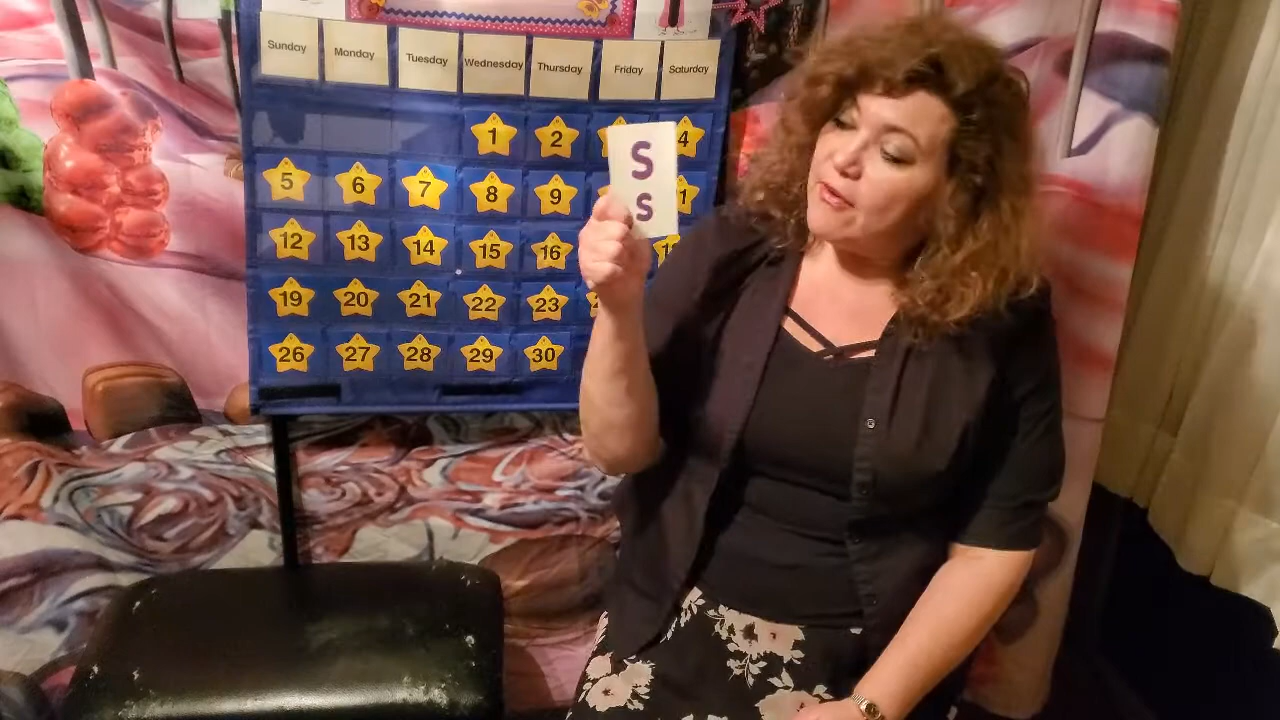 Sunday Monday Tuesday Wednesday Thursday Friday Saturday
1 2 4
5 6 7 8 9
12 13 14 15 16
19 20 21 22 23
26 27 28 29 30
S
s